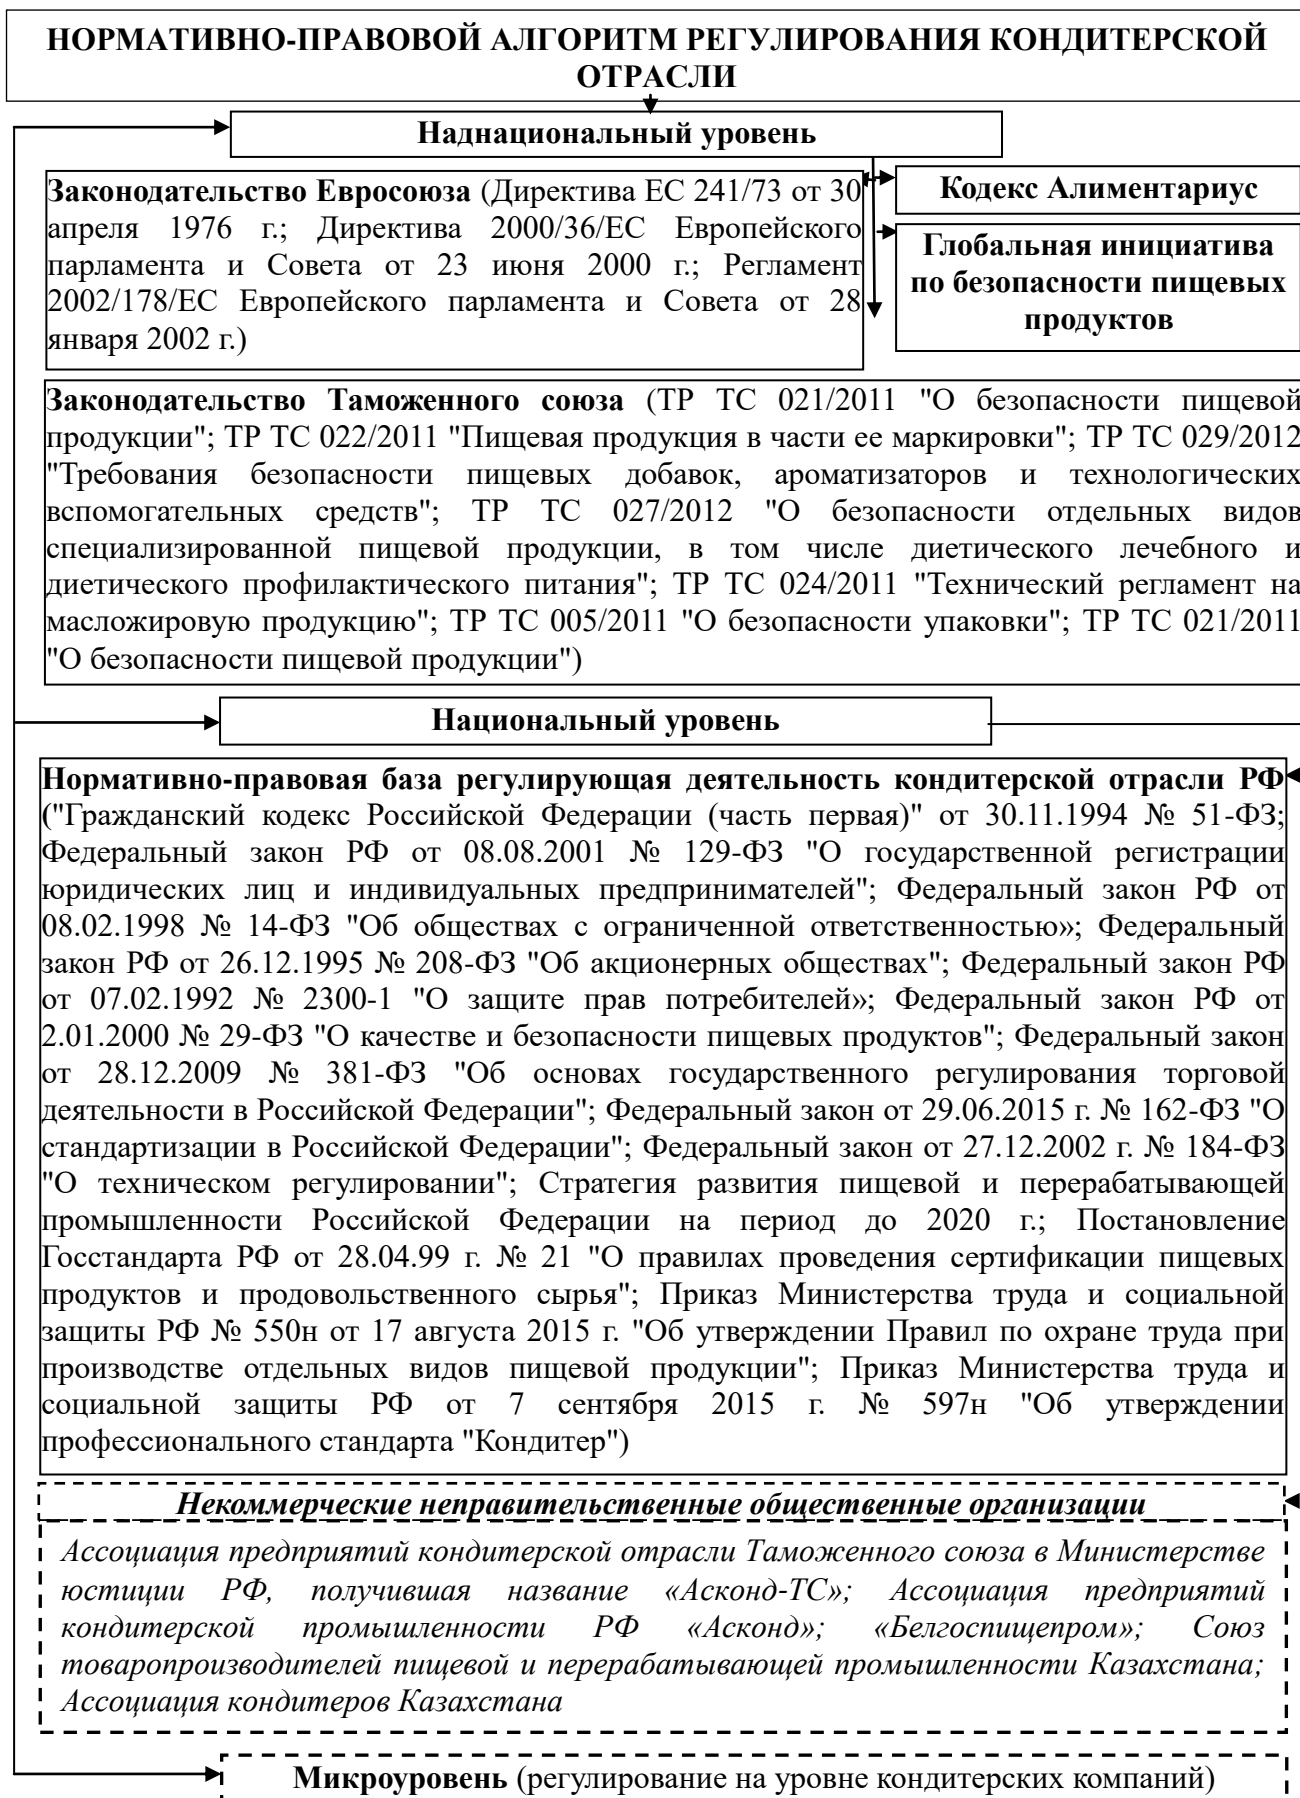 НОРМАТИВНО-ПРАВОВОЙ АЛГОРИТМ РЕГУЛИРОВАНИЯ КОНДИТЕРСКОЙ
ОТРАСЛИ
Наднациональный уровень
Законодательство Евросоюза (Директива ЕС 241/73 от 30
апреля 1976 г.; Директива 2000/36/ЕС Европейского
парламента и Совета от 23 июня 2000 г.; Регламент
2002/178/ЕС Европейского парламента и Совета от 28
января 2002 г.)
Кодекс Алиментариус
Глобальная инициатива
по безопасности пищевых
продуктов
Законодательство Таможенного союза (ТР ТС 021/2011 "О безопасности пищевой
продукции"; ТР ТС 022/2011 "Пищевая продукция в части ее маркировки"; ТР ТС 029/2012
"Требования безопасности пищевых добавок, ароматизаторов и технологических
вспомогательных средств"; ТР ТС 027/2012 "О безопасности отдельных видов
специализированной пищевой продукции, в том числе диетического лечебного и
диетического профилактического питания"; ТР ТС 024/2011 "Технический регламент на
масложировую продукцию"; ТР ТС 005/2011 "О безопасности упаковки"; ТР ТС 021/2011
"О безопасности пищевой продукции")
Национальный уровень
Нормативно-правовая база регулирующая деятельность кондитерской отрасли РФ
("Гражданский кодекс Российской Федерации (часть первая)" от 30.11.1994 № 51-ФЗ;
Федеральный закон РФ от 08.08.2001 № 129-ФЗ "О государственной регистрации
юридических лиц и индивидуальных предпринимателей"; Федеральный закон РФ от
08.02.1998 № 14-ФЗ "Об обществах с ограниченной ответственностью»; Федеральный
закон РФ от 26.12.1995 № 208-ФЗ "Об акционерных обществах"; Федеральный закон РФ
от 07.02.1992 № 2300-1 "О защите прав потребителей»; Федеральный закон РФ от
2.01.2000 № 29-ФЗ "О качестве и безопасности пищевых продуктов"; Федеральный закон
от 28.12.2009 № 381-ФЗ "Об основах государственного регулирования торговой
деятельности в Российской Федерации"; Федеральный закон от 29.06.2015 г. № 162-ФЗ "О
стандартизации в Российской Федерации"; Федеральный закон от 27.12.2002 г. № 184-ФЗ
"О техническом регулировании"; Стратегия развития пищевой и перерабатывающей
промышленности Российской Федерации на период до 2020 г.; Постановление
Госстандарта РФ от 28.04.99 г. № 21 "О правилах проведения сертификации пищевых
продуктов и продовольственного сырья"; Приказ Министерства труда и социальной
защиты РФ № 550н от 17 августа 2015 г. "Об утверждении Правил по охране труда при
производстве отдельных видов пищевой продукции"; Приказ Министерства труда и
социальной защиты РФ от 7 сентября 2015 г. № 597н "Об утверждении
профессионального стандарта "Кондитер")
Некоммерческие неправительственные общественные организации
Ассоциация предприятий кондитерской отрасли Таможенного союза в Министерстве
юстиции РФ, получившая название «Асконд-ТС»; Ассоциация предприятий
кондитерской промышленности РФ «Асконд»; «Белгоспищепром»; Союз
товаропроизводителей пищевой и перерабатывающей промышленности Казахстана;
Ассоциация кондитеров Казахстана
Микроуровень (регулирование на уровне кондитерских компаний)